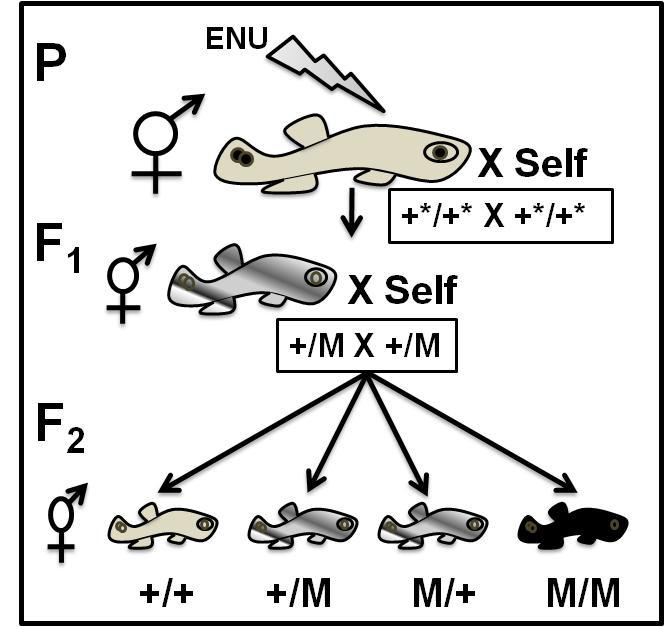 ENU
P
X Self
+*/+* X +*/+*
F1
X Self
+/M X +/M
F2
+/+ +/M M/+ M/M